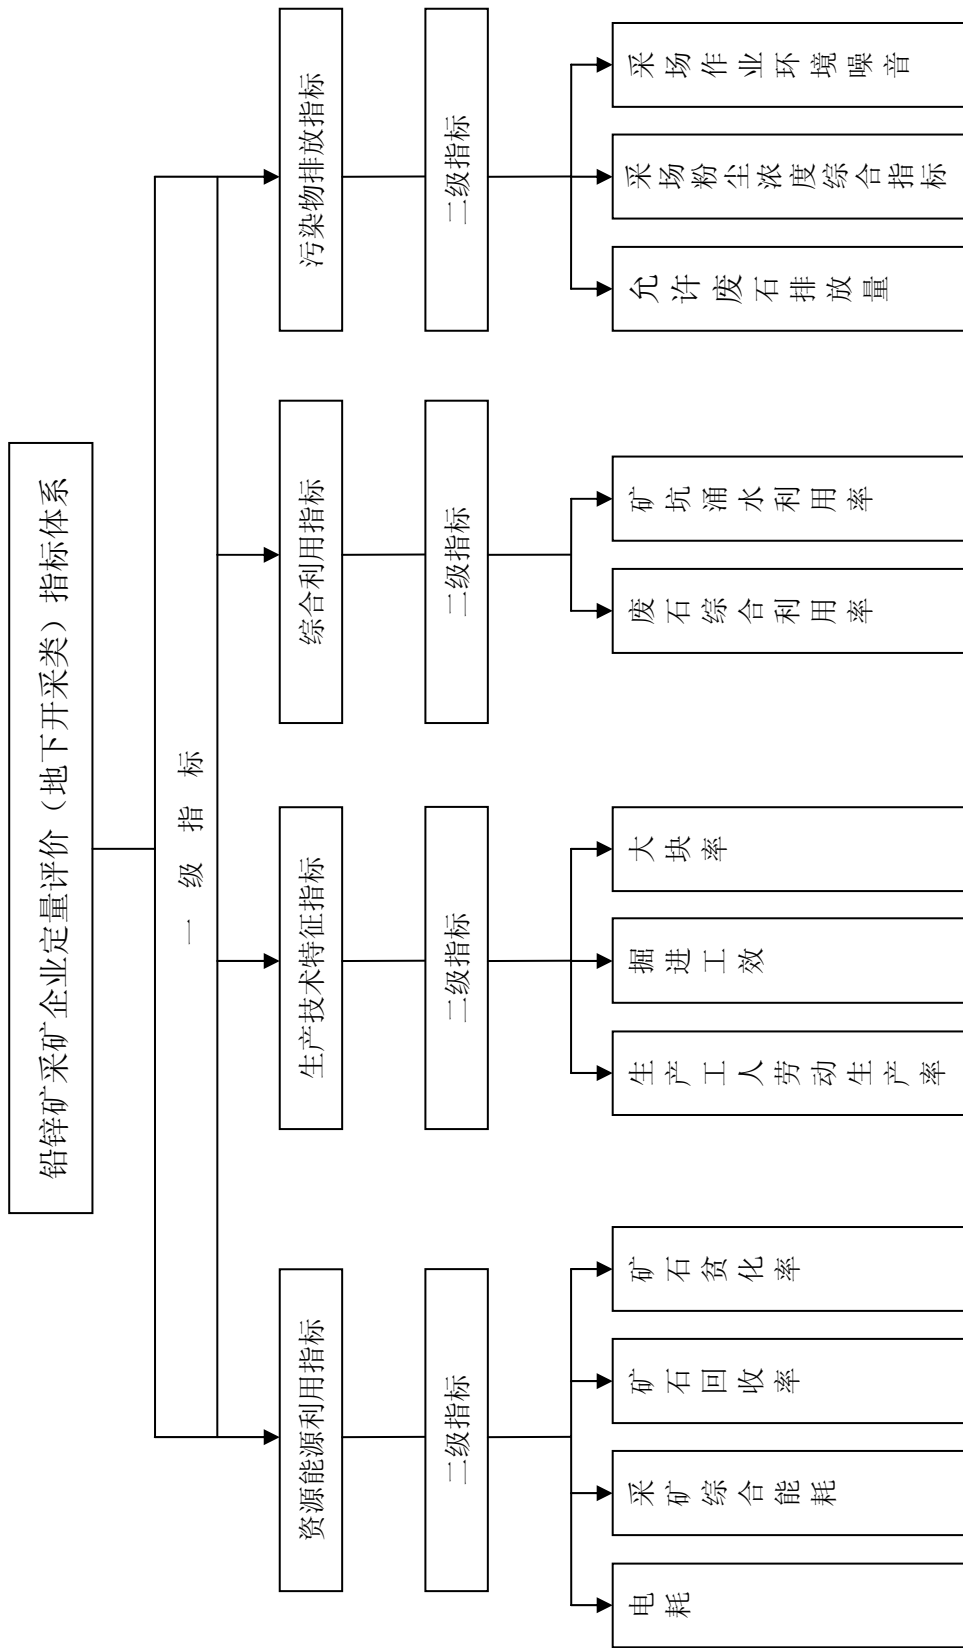 铅锌矿采矿企业定量评价（地下开采类）指标体系
一级指标
资源能源利用指标
生产技术特征指标
综合利用指标
污染物排放指标
二级指标
二级指标
二级指标
二级指标
电耗
采矿综合能耗
矿石回收率
矿石贫化率
生产工人劳动生产率
掘进工效
大块率
废石综合利用率
矿坑涌水利用率
允许废石排放量
采场粉尘浓度综合指标
采场作业环境噪音